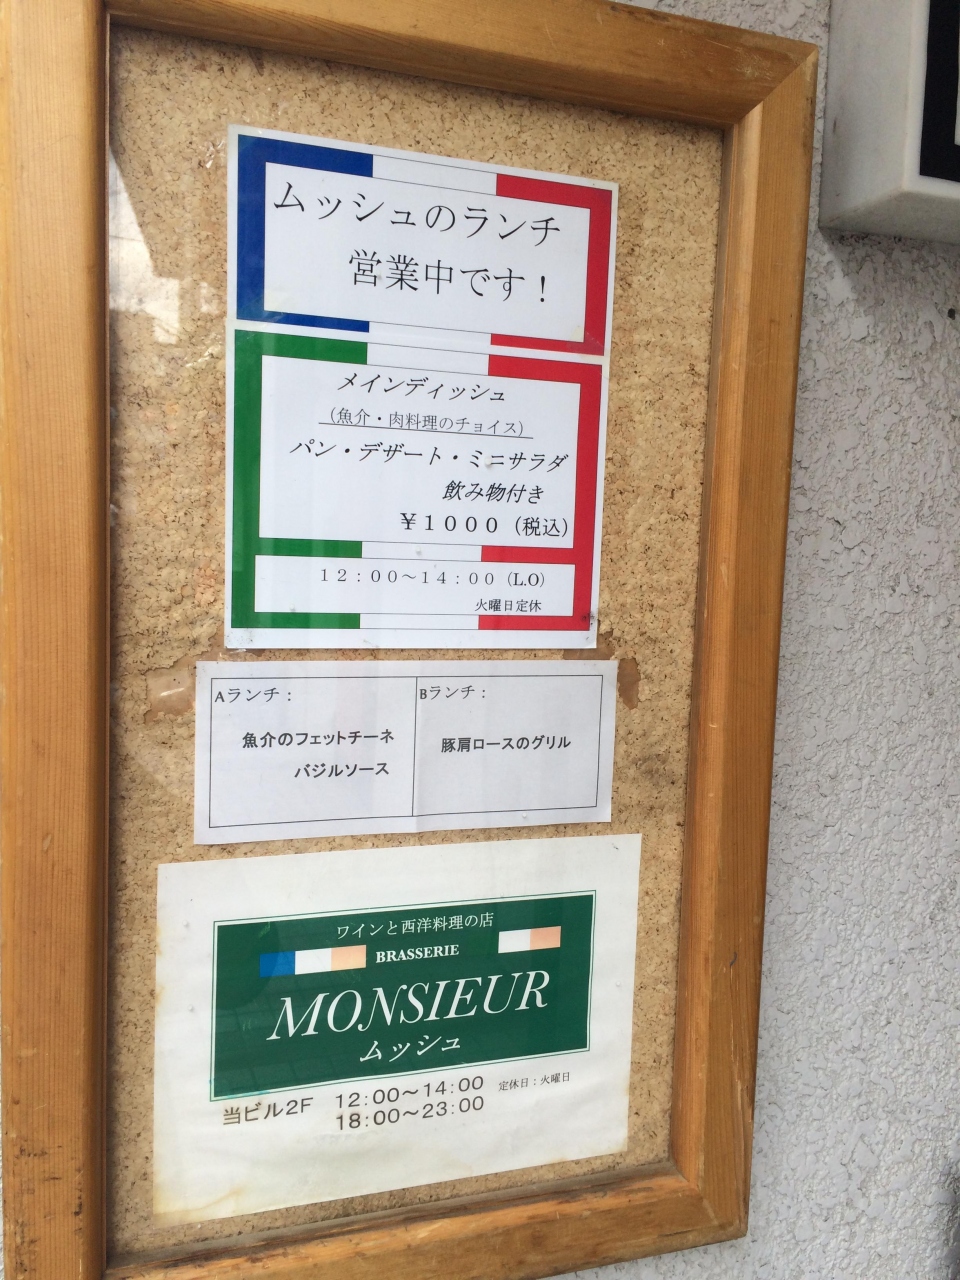 ムッシュのランチ
営業中です！
メインディッシュ
（魚介・肉料理のチョイス）
パン・デザート・ミニサラダ
飲み物付き
￥１０００（税込）
１２：００～１４：００（L.O）
火曜日定休
Aランチ：
魚介のフェットチーネ
バジルソース
Bランチ：
豚肩ロースのグリル
ワインと西洋料理の店
BRASSERIE
MONSIEUR
ムッシュ
当ビル2F 12:00～14:00 定休日：火曜日
18:00～23:00